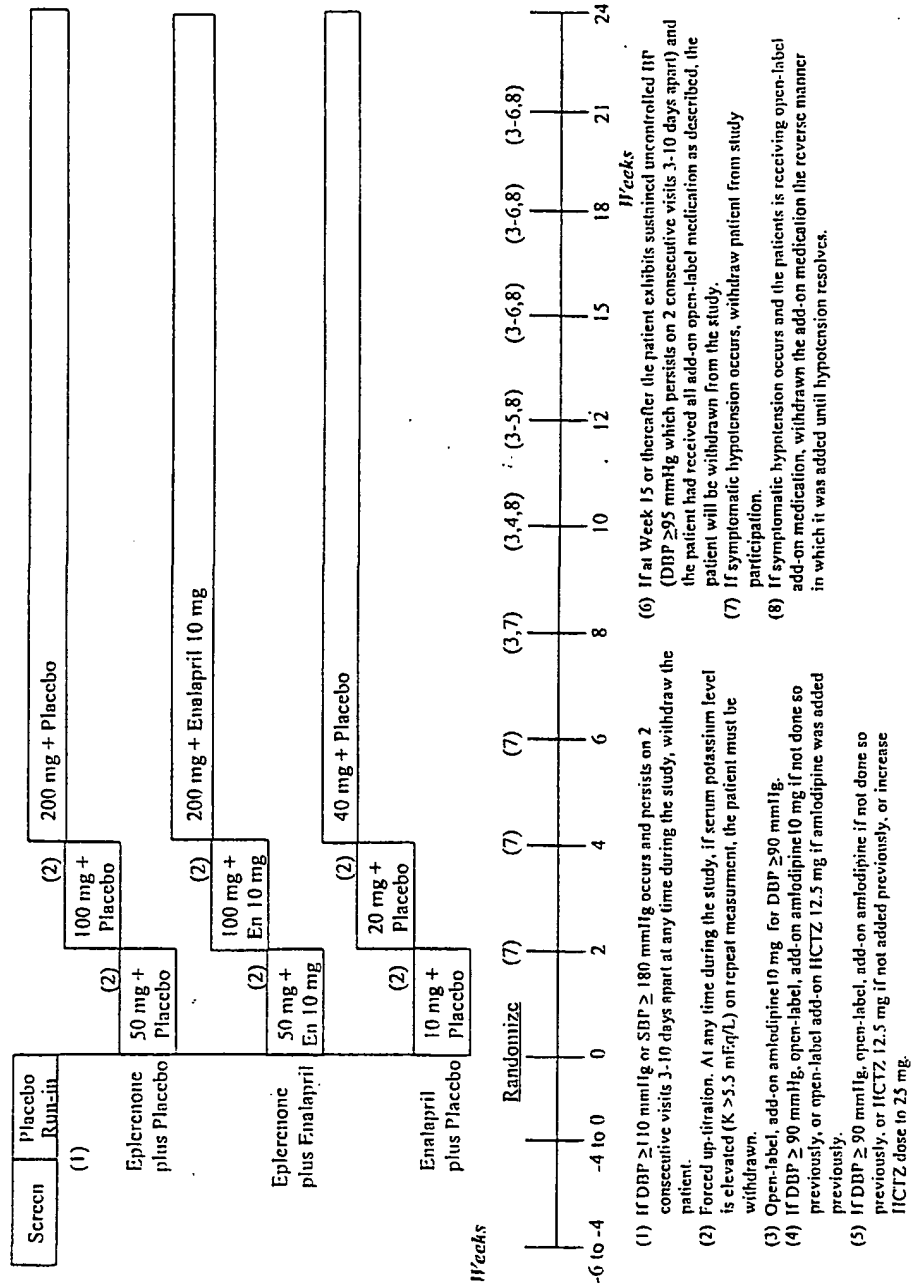 Screen
Placebo
Run-in
(1)
Eplerenone
plus Placebo
(2)
50 mg +
Placebo
(2)
100 mg +
Placebo
200 mg + Placebo
Eplerenone
plus Enalapril
(2)
50 mg +
En 10 mg
(2)
100 mg +
En 10 mg
200 mg + Enalapril 10 mg
Enalapril
plus Placebo
(2)
10 mg +
Placebo
(2)
20 mg +
Placebo
40 mg + Placebo
Weeks
Randomize
(7)
(7)
(7)
(3,7)
(3,4,8)
(3-5,8)
(3-6,8)
(3-6,8)
(3-6,8)
-6 to -4
-4 to 0
0
2
4
6
8
10
12
15
18
21
24
Weeks
(1) If DBP ≥110 mmHg or SBP ≥ 180 mmHg occurs and persists on 2
consecutive visits 3-10 days apart at any time during the study, withdraw the
patient.
(2) Forced up-titration. At any time during the study, if serum potassium level
is elevated (K >5.5 mEq/L) on repeat measurment, the patient must be
withdrawn.
(3) Open-label, add-on amlodipine 10 mg for DBP ≥90 mmHg.
(4) If DBP ≥ 90 mmHg, open-label, add-on amlodipine 10 mg if not done so
previously, or open-label add-on HCTZ 12.5 mg if amlodipine was added
previously.
(5) If DBP ≥ 90 mmHg, open-label, add-on amlodipine if not done so
previously, or HCTZ 12.5 mg if not added previously, or increase
HCTZ dose to 25 mg.
(6) If at Week 15 or thereafter the patient exhibits sustained uncontrolled BP
(DBP ≥95 mmHg which persists on 2 consecutive visits 3-10 days apart) and
the patient had received all add-on open-label medication as described, the
patient will be withdrawn from the study.
(7) If symptomatic hypotension occurs, withdraw patient from study
participation.
(8) If symptomatic hypotension occurs and the patients is receiving open-label
add-on medication, withdrawn the add-on medication the reverse manner
in which it was added until hypotension resolves.